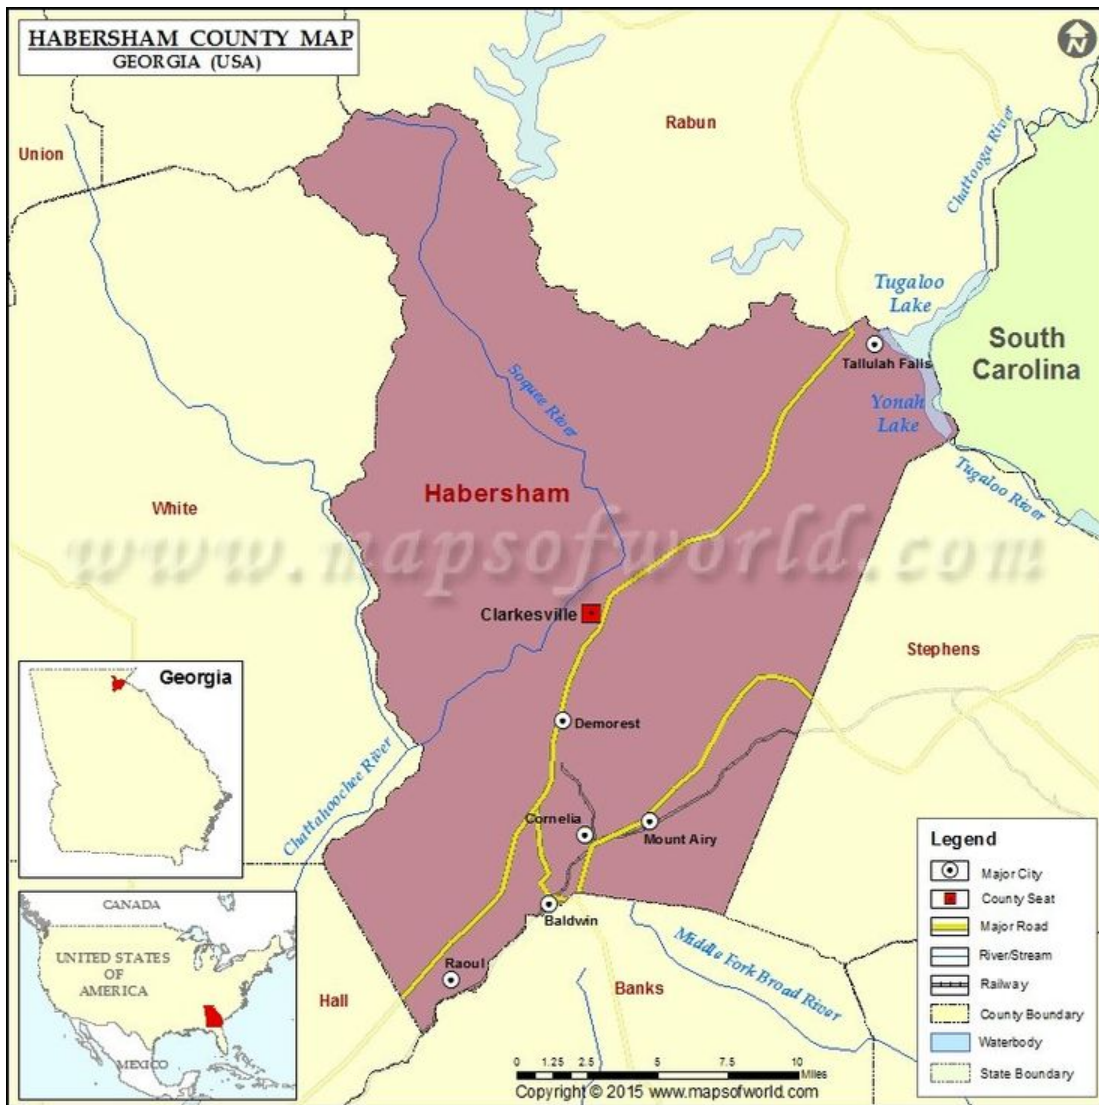 HABERSHAM COUNTY MAP
GEORGIA (USA)
N
Union
Rabun
Chattooga River
Tugaloo
Lake
South
Carolina
Tallulah Falls
Yonah
Lake
Soquee River
Tugaloo River
Habersham
White
www.mapsofworld.com
Clarkesville
Stephens
Georgia
Demorest
Chattahoochee River
Cornelia
Mount Airy
Baldwin
Raoul
Middle Fork Broad River
Hall
Banks
CANADA
UNITED STATES
OF
AMERICA
MEXICO
Legend
Major City
County Seat
Major Road
River/Stream
Railway
County Boundary
Waterbody
State Boundary
0 1.25 2.5 5 7.5 10
Miles
Copyright © 2015 www.mapsofworld.com